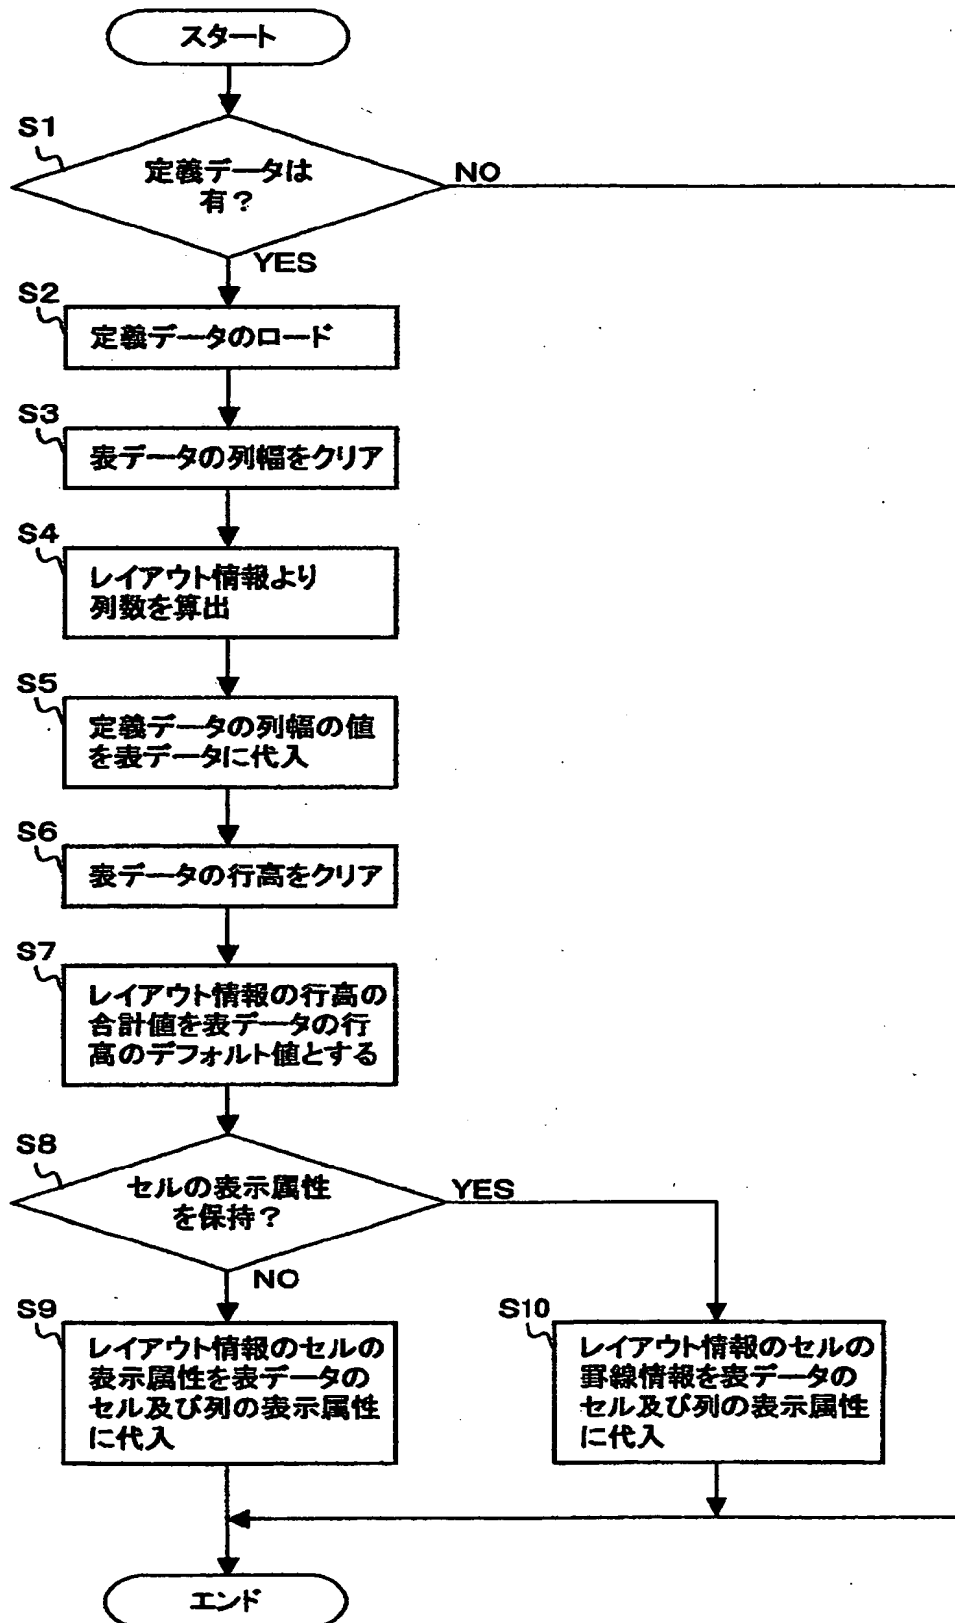 スタート
S1
定義データは
有？
NO
YES
S2
定義データのロード
S3
表データの列幅をクリア
S4
レイアウト情報より
列数を算出
S5
定義データの列幅の値
を表データに代入
S6
表データの行高をクリア
S7
レイアウト情報の行高の
合計値を表データの行
高のデフォルト値とする
S8
セルの表示属性
を保持？
YES
NO
S9
レイアウト情報のセルの
表示属性を表データの
セル及び列の表示属性
に代入
S10
レイアウト情報のセルの
罫線情報を表データの
セル及び列の表示属性
に代入
エンド